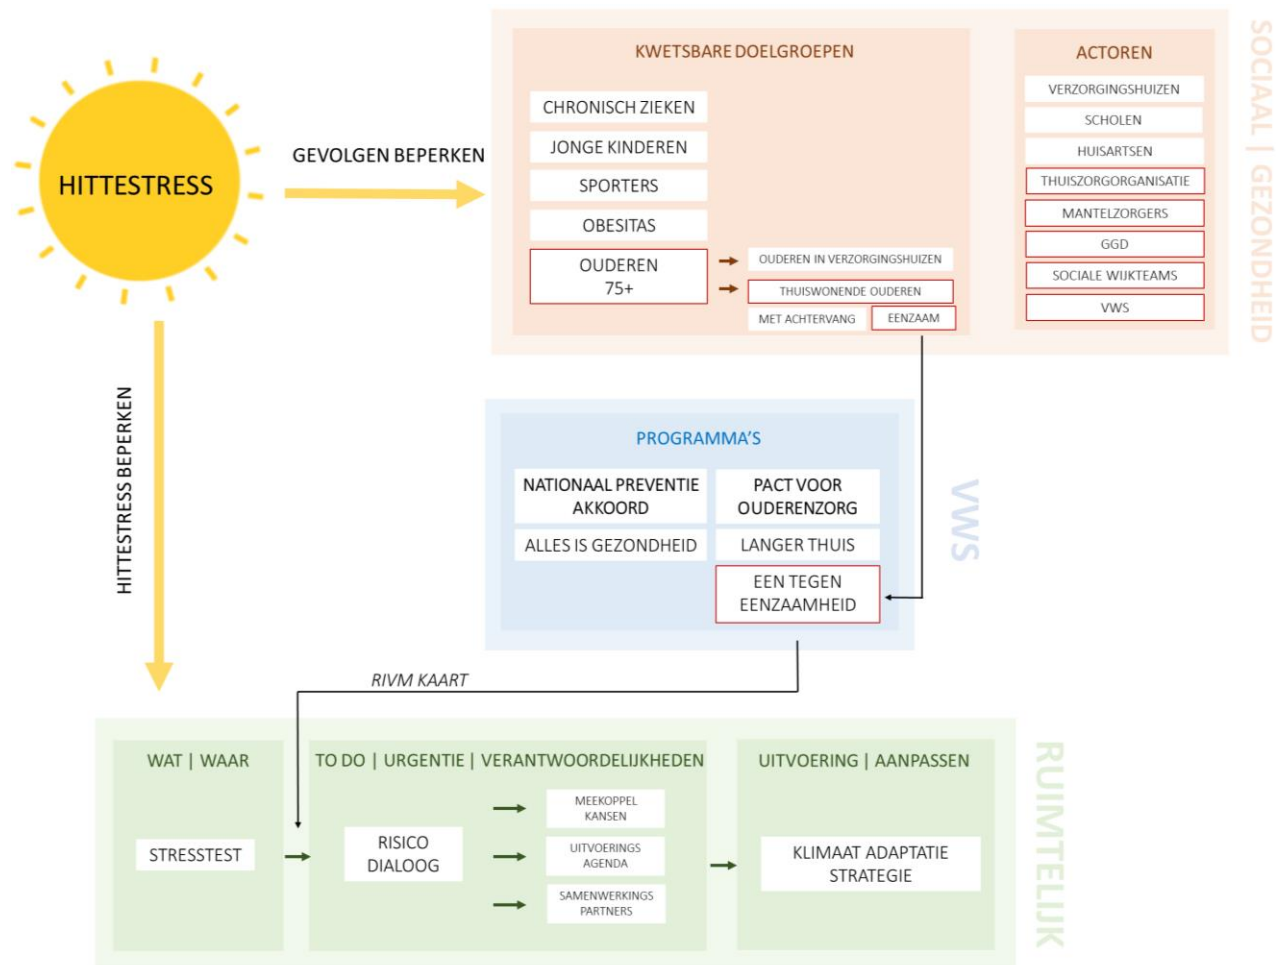 HITTESTRESS
GEVOLGEN BEPERKEN
HITTESTRESS BEPERKEN
SOCIAAL | GEZONDHEID
KWETSBARE DOELGROEPEN
CHRONISCH ZIEKEN
JONGE KINDEREN
SPORTERS
OBESITAS
OUDEREN
75+
OUDEREN IN VERZORGINGSHUIZEN
THUISWONENDE OUDEREN
MET ACHTERVANG
EENZAAM
ACTOREN
VERZORGINGSHUIZEN
SCHOLEN
HUISARTSEN
THUISZORGORGANISATIE
MANTELZORGERS
GGD
SOCIALE WIJKTEAMS
VWS
VWS
PROGRAMMA'S
NATIONAAL PREVENTIE
AKKOORD
ALLES IS GEZONDHEID
PACT VOOR
OUDERENZORG
LANGER THUIS
EEN TEGEN
EENZAAMHEID
RIVM KAART
RUIMTELIJK
WAT | WAAR
STRESSTEST
TO DO | URGENTIE | VERANTWOORDELIJKHEDEN
RISICO
DIALOOG
MEEKOPPEL
KANSEN
UITVOERINGS
AGENDA
SAMENWERKINGS
PARTNERS
UITVOERING | AANPASSEN
KLIMAAT ADAPTATIE
STRATEGIE